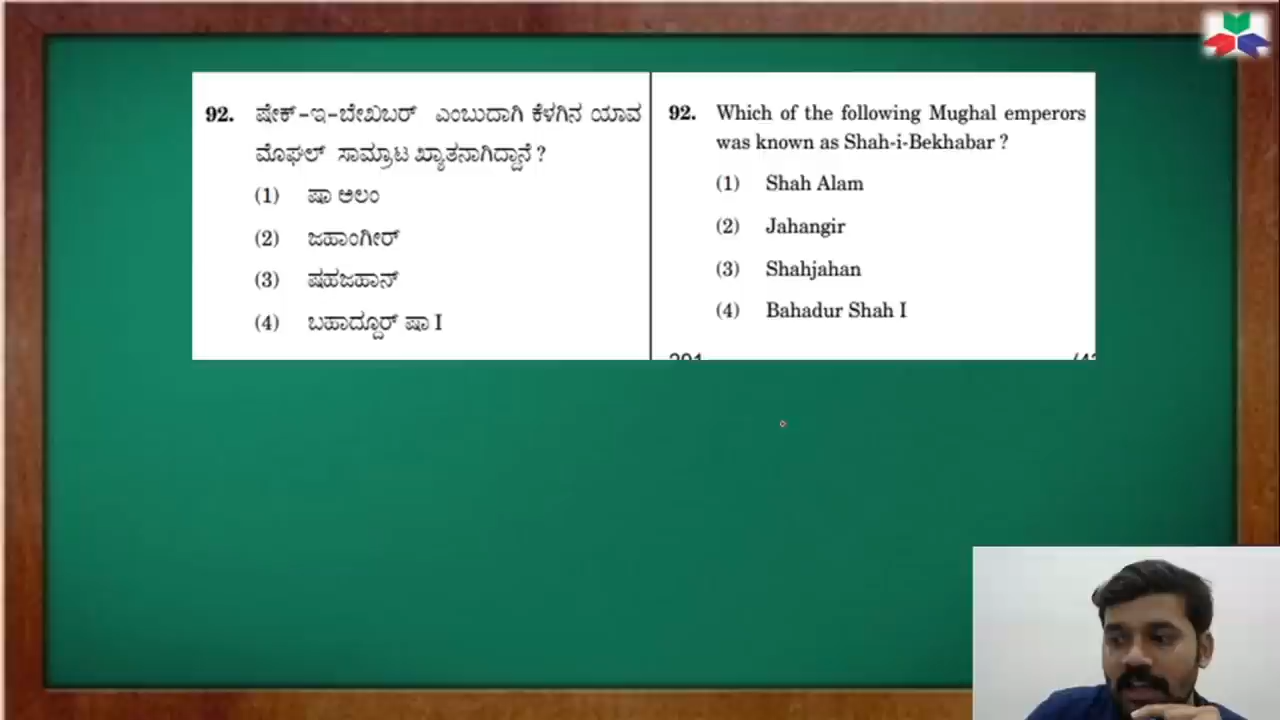 92. ಷೇಕ್-ಇ-ಬೇಖಬರ್ ಎಂಬುದಾಗಿ ಕೆಳಗಿನ ಯಾವ
ಮೊಘಲ್ ಸಾಮ್ರಾಟ ಖ್ಯಾತನಾಗಿದ್ದಾನೆ ?
(1) ಷಾ ಆಲಂ
(2) ಜಹಾಂಗೀರ್
(3) ಷಹಜಹಾನ್
(4) ಬಹಾದ್ದೂರ್ ಷಾ I
92. Which of the following Mughal emperors
was known as Shah-i-Bekhabar ?
(1) Shah Alam
(2) Jahangir
(3) Shahjahan
(4) Bahadur Shah I